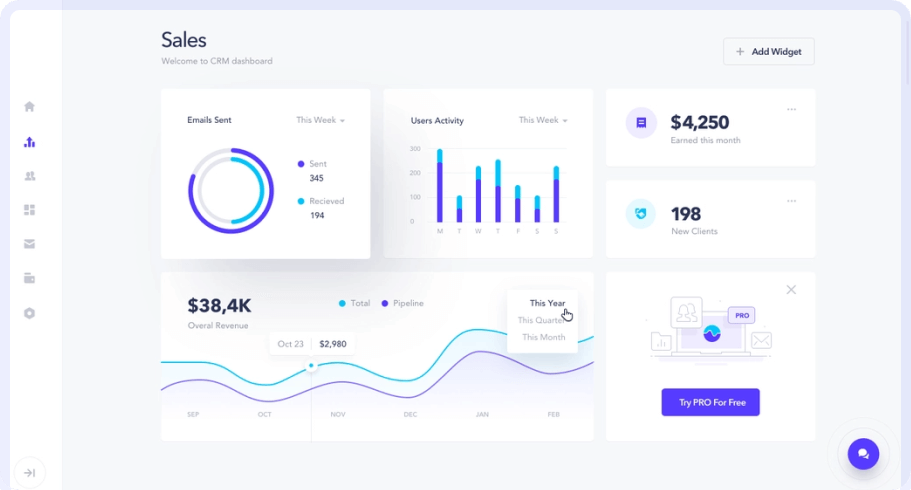 Sales
Welcome to CRM dashboard
+ Add Widget
Emails Sent
This Week
Sent
345
Recieved
194
Users Activity
This Week
300
200
100
0
M T W T F S S
$4,250
Earned this month
198
New Clients
$38,4K
Overal Revenue
Total
Pipeline
This Year
This Quarter
This Month
Oct 23
$2,980
SEP OCT NOV DEC JAN FEB
PRO
Try PRO For Free